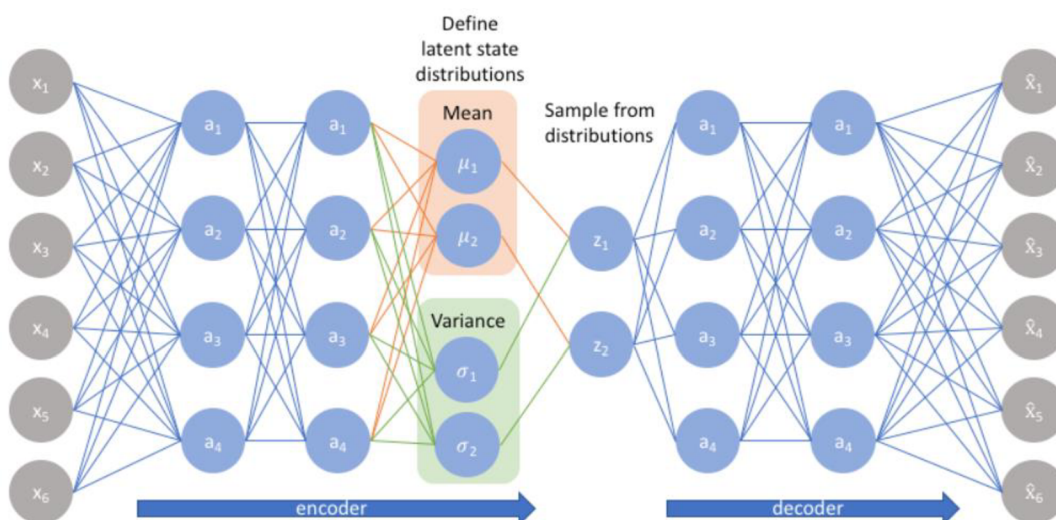 Define
latent state
distributions
Mean
Sample from
distributions
Variance
x₁
x₂
x₃
x₄
x₅
x₆
a₁
a₂
a₃
a₄
a₁
a₂
a₃
a₄
μ₁
μ₂
σ₁
σ₂
z₁
z₂
a₁
a₂
a₃
a₄
a₁
a₂
a₃
a₄
x̂₁
x̂₂
x̂₃
x̂₄
x̂₅
x̂₆
encoder
decoder